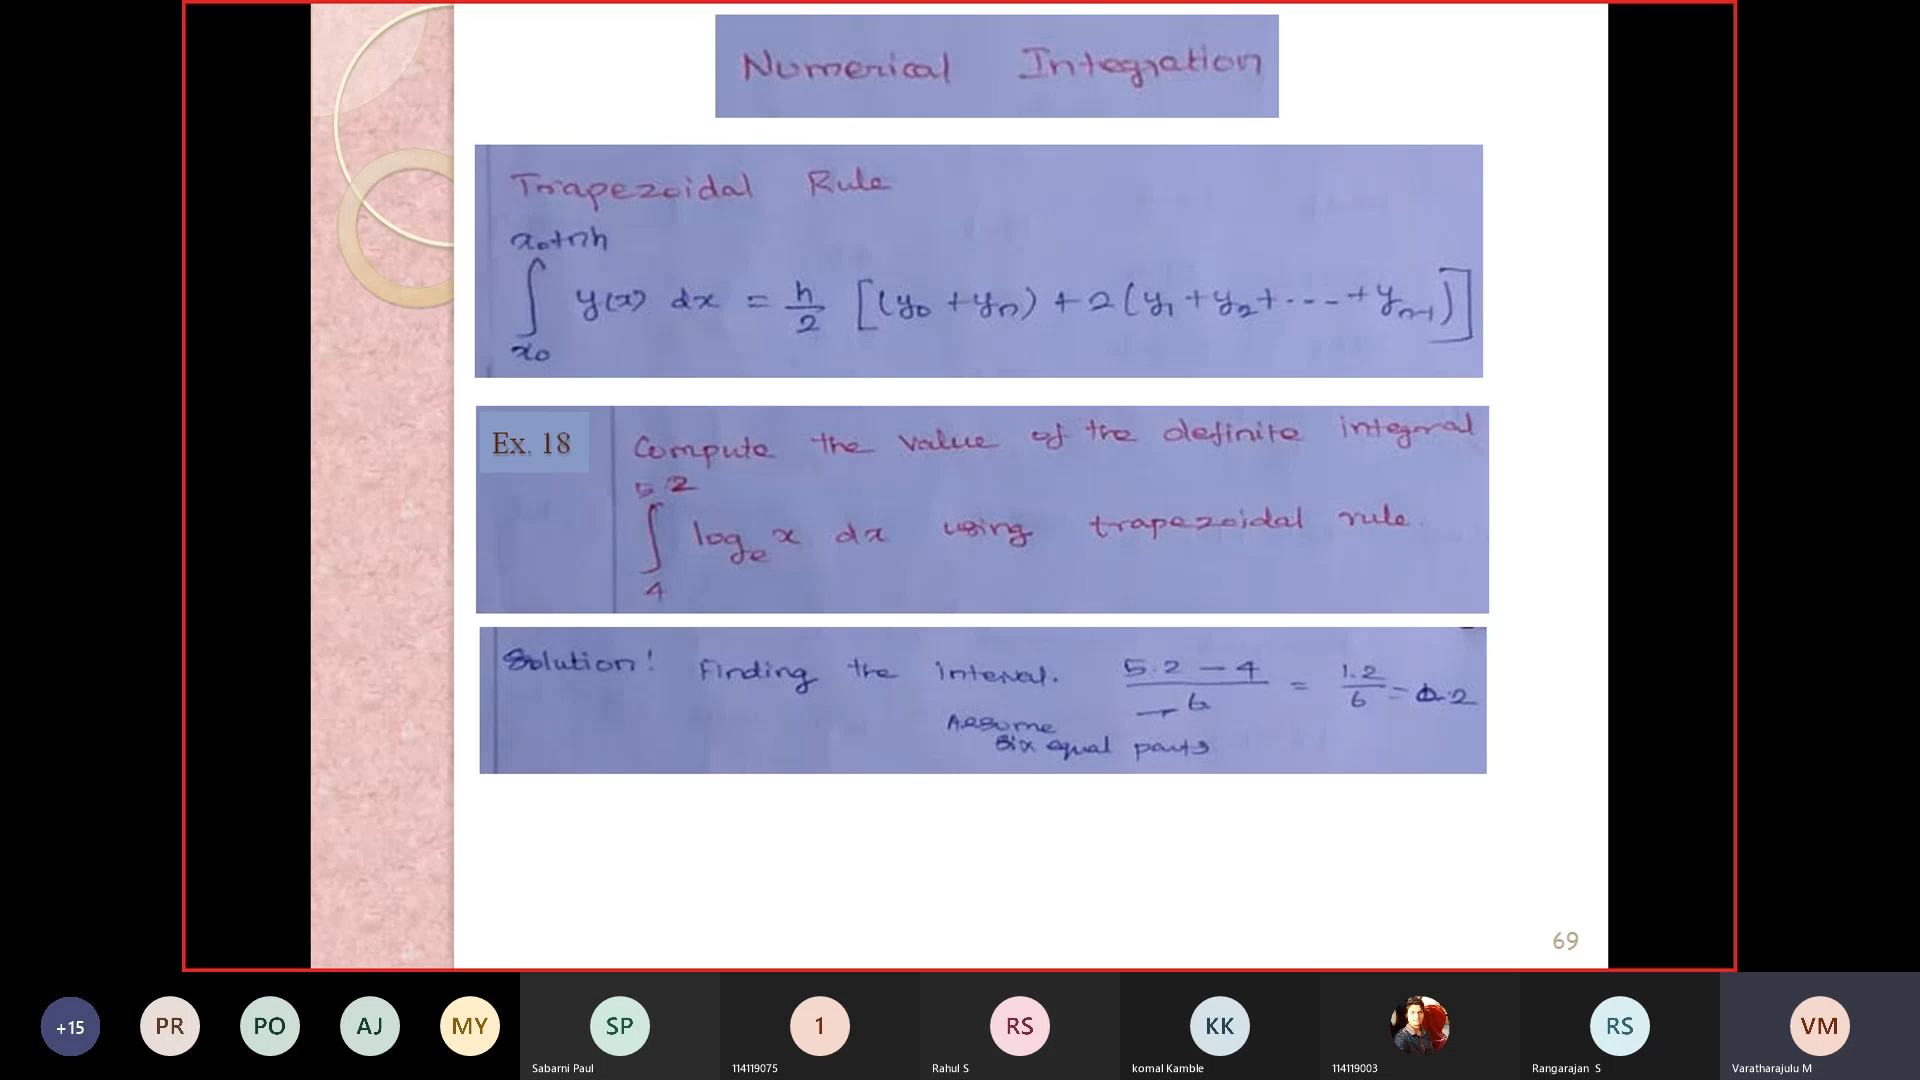 Numerical Integration
Trapezoidal Rule
x₀+nh
∫ y(x) dx = h/2 [(y₀ + yₙ) + 2(y₁ + y₂ + ---- + yₙ₋₁)]
x₀
Ex. 18
Compute the value of the definite integral
5.2
∫ logₑ x dx using trapezoidal rule.
4
Solution! Finding the interval. 5.2 - 4 / 6 = 1.2/6 = 0.2
Assume
six equal parts
69
+15
PR
PO
AJ
MY
SP
1
RS
KK
RS
VM
Sabarni Paul
114119075
Rahul S
komal Kamble
114119003
Rangarajan S
Varatharajulu M